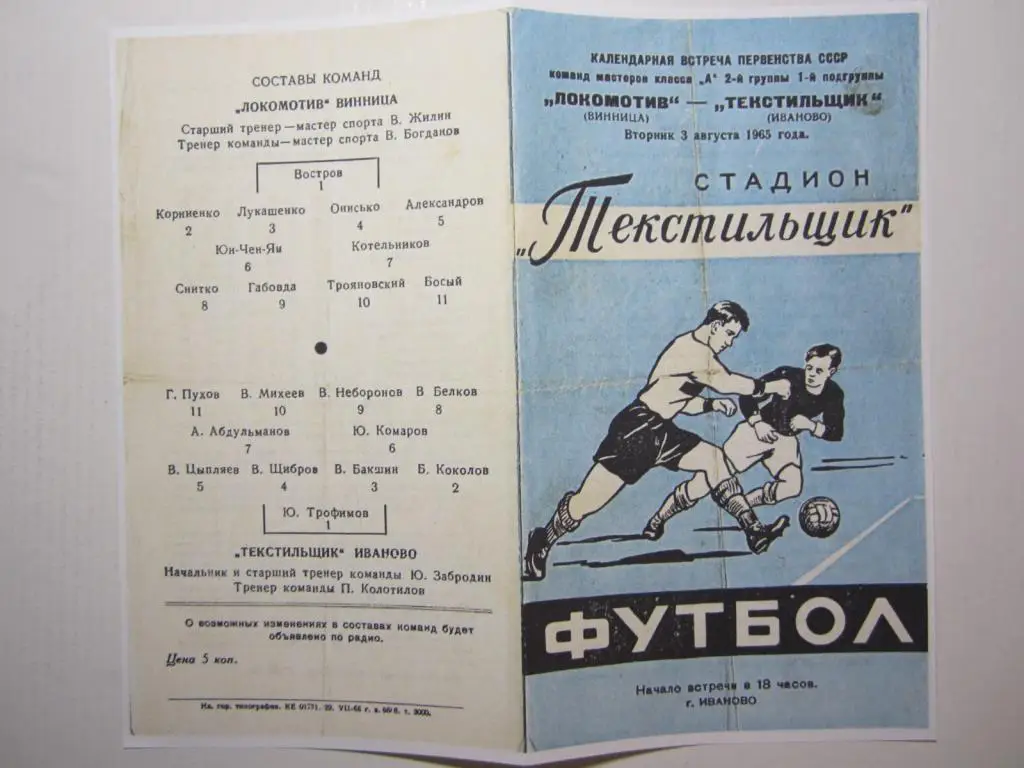 СОСТАВЫ КОМАНД
„ЛОКОМОТИВ" ВИННИЦА
Старший тренер—мастер спорта В. Жилин
Тренер команды—мастер спорта В. Богданов
Востров
1
Корниенко Лукашенко Онисько Александров
2 3 4 5
Юн-Чен-Ян Котельников
6 7
Снитко Габовда Трояновский Босый
8 9 10 11
Г. Пухов В. Михеев В. Неборонов В Белков
11 10 9 8
А. Абдульманов Ю. Комаров
7 6
В. Цыпляев В. Щибров В. Бакшин Б. Коколов
5 4 3 2
Ю. Трофимов
1
„ТЕКСТИЛЬЩИК" ИВАНОВО
Начальник и старший тренер команды Ю. Забродин
Тренер команды П. Колотилов
О возможных изменениях в составах команд будет
объявлено по радио.
Цена 5 коп.
Ив. гор. типография. КЕ
КАЛЕНДАРНАЯ ВСТРЕЧА ПЕРВЕНСТВА СССР
команд мастеров класса „А" 2-й группы 1-й подгруппы
„ЛОКОМОТИВ" — „ТЕКСТИЛЬЩИК"
(ВИННИЦА) (ИВАНОВО)
Вторник 3 августа 1965 года.
СТАДИОН
„Текстильщик"
ФУТБОЛ
Начало встречи в 18 часов.
г. ИВАНОВО